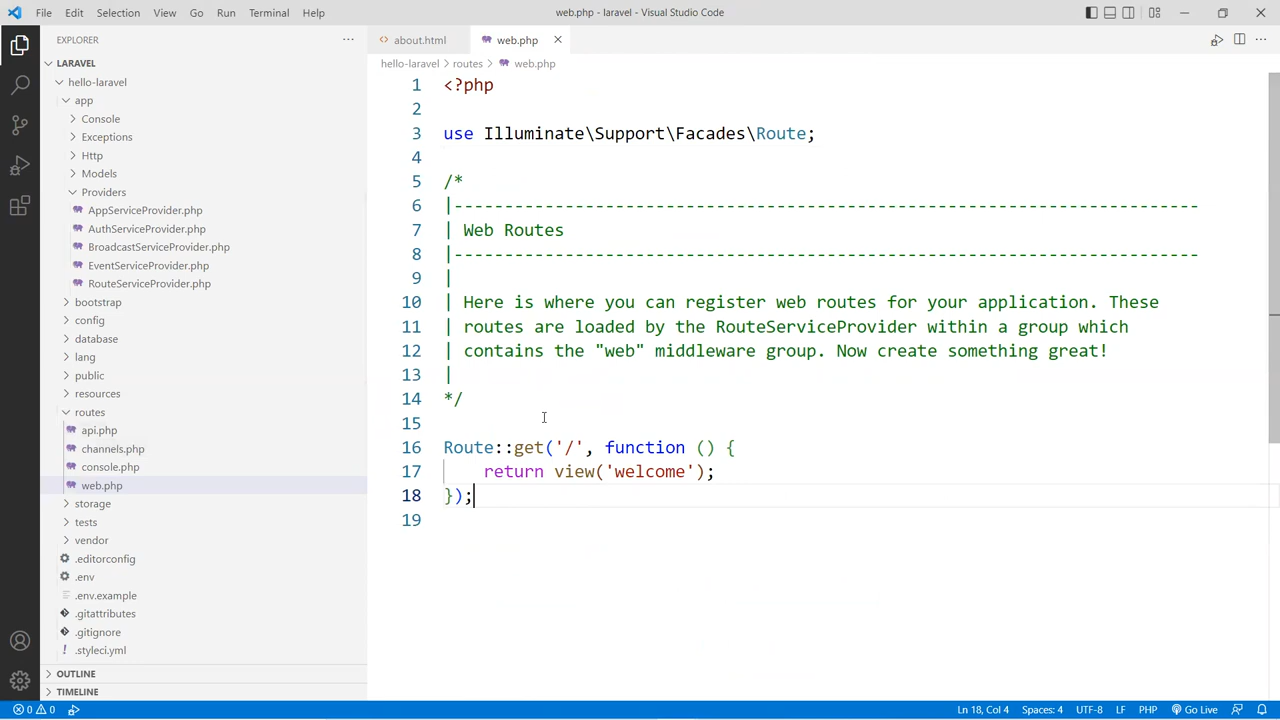 File Edit Selection View Go Run Terminal Help
web.php - laravel - Visual Studio Code
EXPLORER
LARAVEL
hello-laravel
app
Console
Exceptions
Http
Models
Providers
AppServiceProvider.php
AuthServiceProvider.php
BroadcastServiceProvider.php
EventServiceProvider.php
RouteServiceProvider.php
bootstrap
config
database
lang
public
resources
routes
api.php
channels.php
console.php
web.php
storage
tests
vendor
.editorconfig
.env
.env.example
.gitattributes
.gitignore
.styleci.yml
OUTLINE
TIMELINE
about.html web.php
hello-laravel > routes > web.php
1 <?php
2
3 use Illuminate\Support\Facades\Route;
4
5 /*
6 |--------------------------------------------------------------------------
7 | Web Routes
8 |--------------------------------------------------------------------------
9 |
10 | Here is where you can register web routes for your application. These
11 | routes are loaded by the RouteServiceProvider within a group which
12 | contains the "web" middleware group. Now create something great!
13 |
14 */
15
16 Route::get('/', function () {
17 return view('welcome');
18 });
19
0 0 Ln 18, Col 4 Spaces: 4 UTF-8 LF PHP Go Live